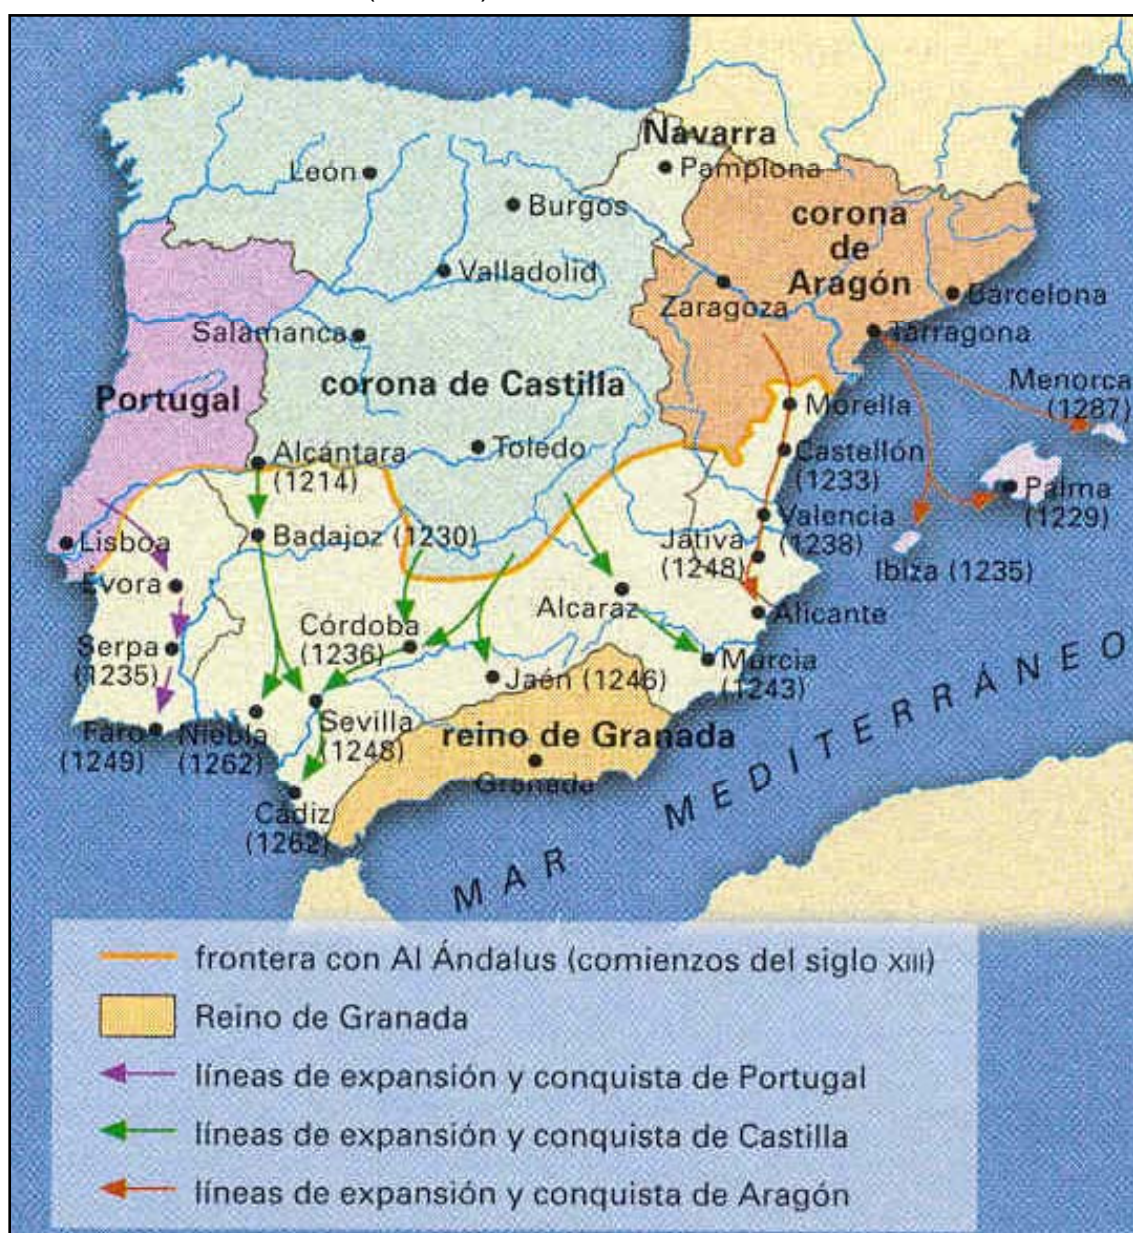 Navarra
Pamplona
León
Burgos
corona
de
Aragón
Valladolid
Zaragoza
Barcelona
Salamanca
Tarragona
Portugal
corona de Castilla
Menorca
(1287)
Morella
Alcántara
(1214)
Toledo
Castellón
(1233)
Palma
(1229)
Lisboa
Badajoz (1230)
Valencia
(1238)
Játiva
(1248)
Ibiza (1235)
Evora
Alcaraz
Alicante
Serpa
(1235)
Córdoba
(1236)
Jaén (1246)
Murcia
(1243)
Faro
(1249)
Niebla
(1262)
Sevilla
(1248)
reino de Granada
Granada
Cádiz
(1262)
MAR MEDITERRÁNEO
frontera con Al Ándalus (comienzos del siglo XIII)
Reino de Granada
líneas de expansión y conquista de Portugal
líneas de expansión y conquista de Castilla
líneas de expansión y conquista de Aragón